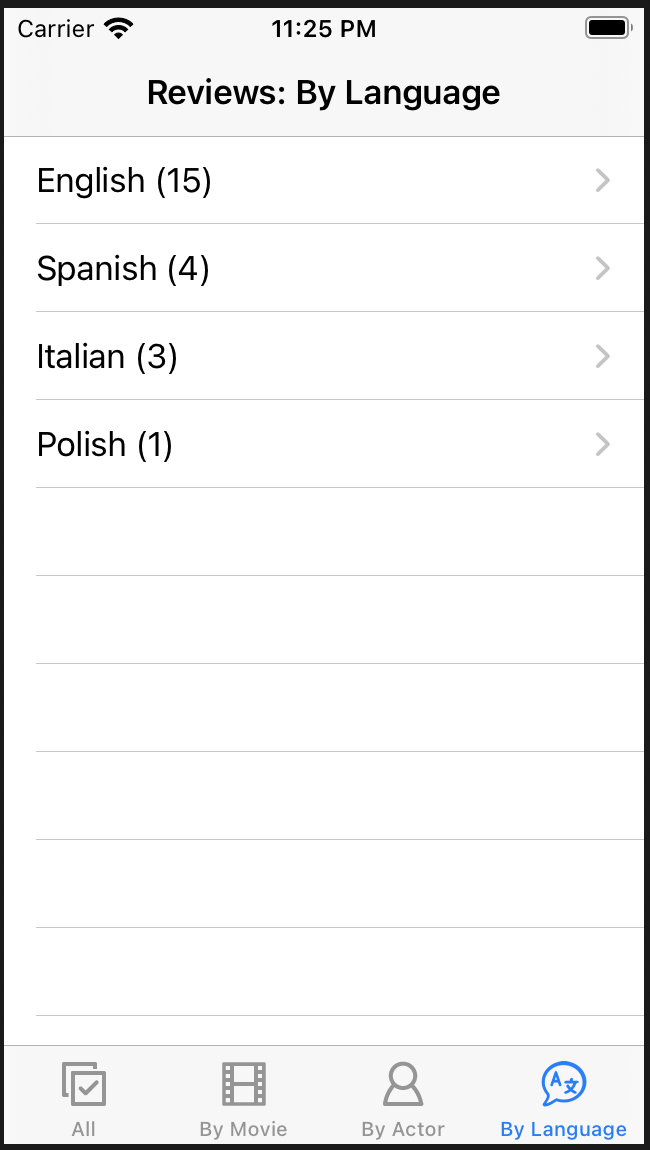 Carrier 11:25 PM
Reviews: By Language
English (15)
Spanish (4)
Italian (3)
Polish (1)
A 文
All By Movie By Actor By Language